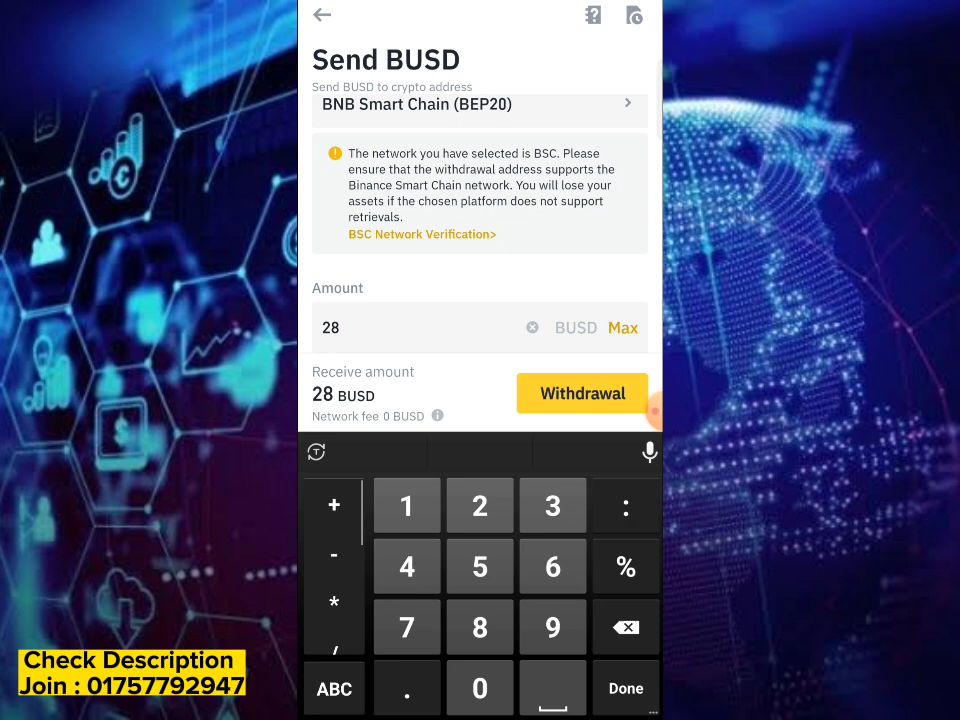 Send BUSD
Send BUSD to crypto address
BNB Smart Chain (BEP20)
The network you have selected is BSC. Please
ensure that the withdrawal address supports the
Binance Smart Chain network. You will lose your
assets if the chosen platform does not support
retrievals.
BSC Network Verification>
Amount
28 BUSD Max
Receive amount
28 BUSD
Network fee 0 BUSD
Withdrawal
+ 1 2 3 :
- 4 5 6 %
* 7 8 9
/
ABC . 0 Done
Check Description
Join : 01757792947